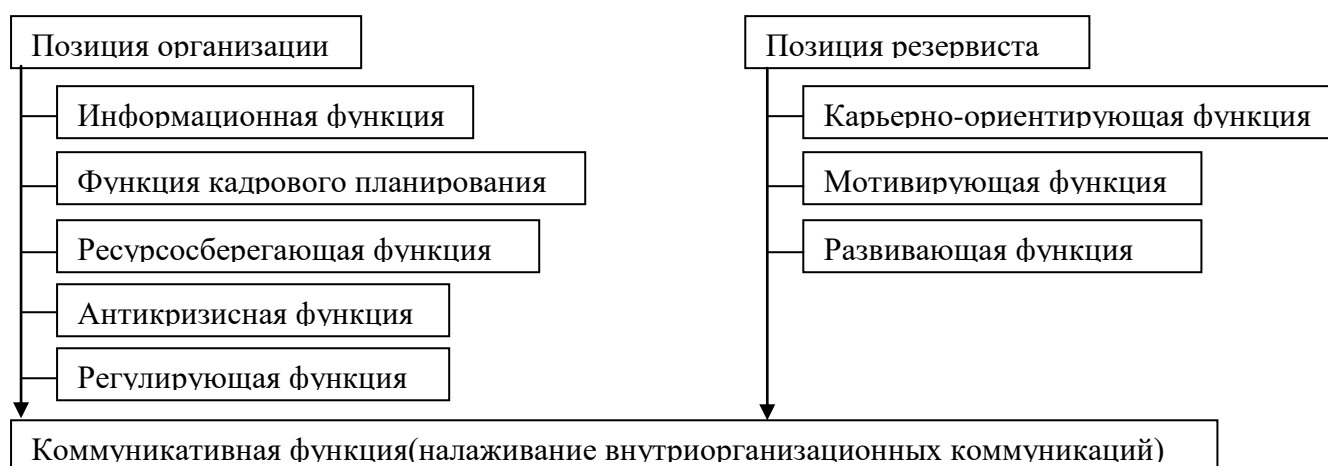 Позиция организации
Информационная функция
Функция кадрового планирования
Ресурсосберегающая функция
Антикризисная функция
Регулирующая функция
Позиция резервиста
Карьерно-ориентирующая функция
Мотивирующая функция
Развивающая функция
Коммуникативная функция(налаживание внутриорганизационных коммуникаций)